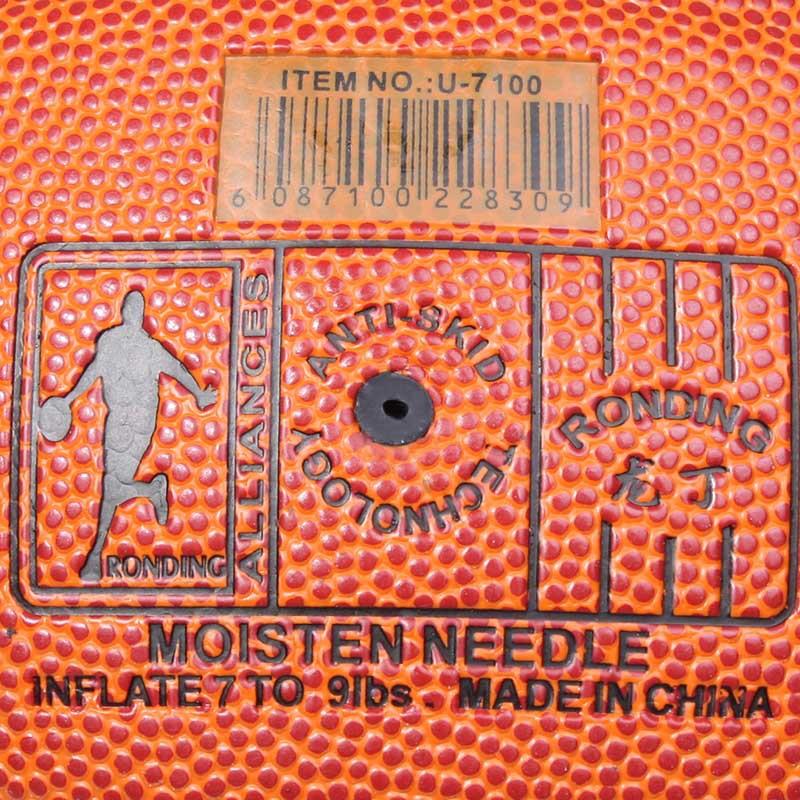 ITEM NO.:U-7100
6 087100 228309
ALLIANCES
RONDING
ANTI-SKID
TECHNOLOGY
RONDING
龙 丁
MOISTEN NEEDLE
INFLATE 7 TO 9lbs. MADE IN CHINA